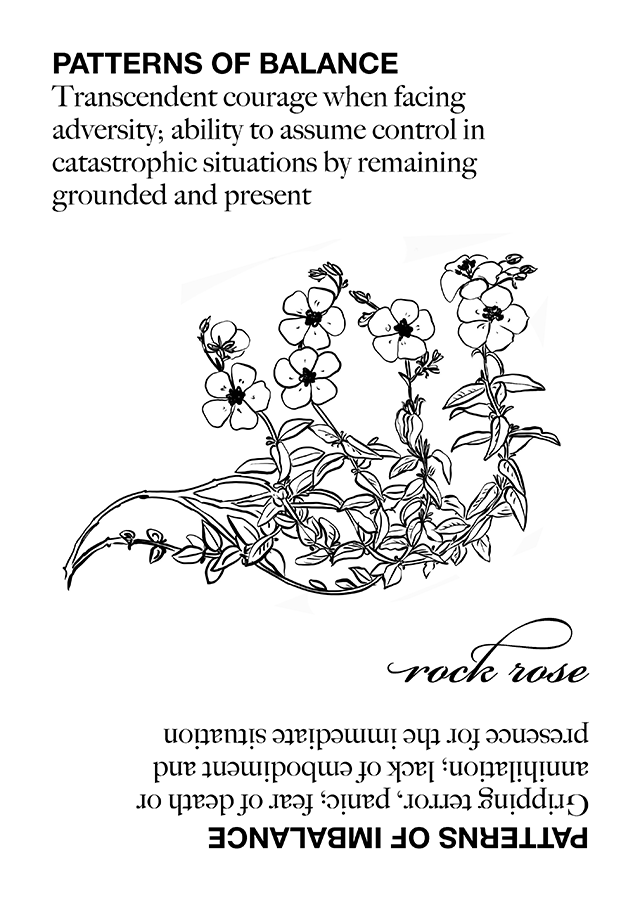 PATTERNS OF BALANCE
Transcendent courage when facing
adversity; ability to assume control in
catastrophic situations by remaining
grounded and present
rock rose
PATTERNS OF IMBALANCE
Gripping terror, panic; fear of death or
annihilation; lack of embodiment and
presence for the immediate situation